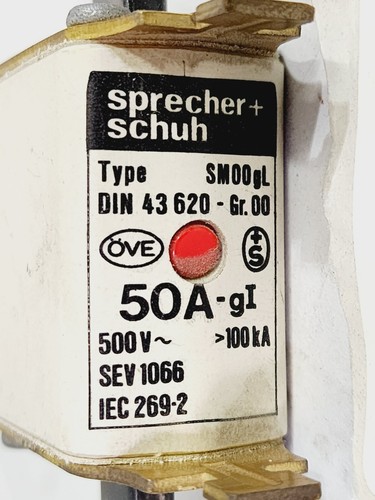 sprecher+
schuh
Type SM00gL
DIN 43 620 - Gr. 00
ÖVE +S
50A-gI
500V~ >100kA
SEV 1066
IEC 269-2